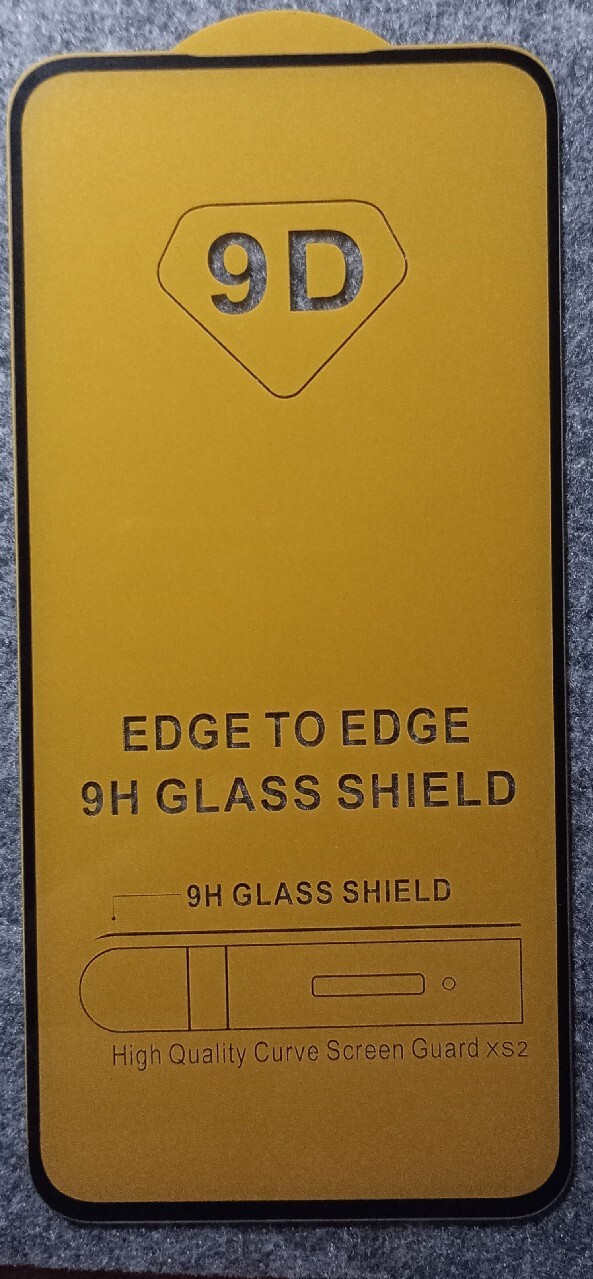 9D
EDGE TO EDGE
9H GLASS SHIELD
9H GLASS SHIELD
High Quality Curve Screen Guard XS2